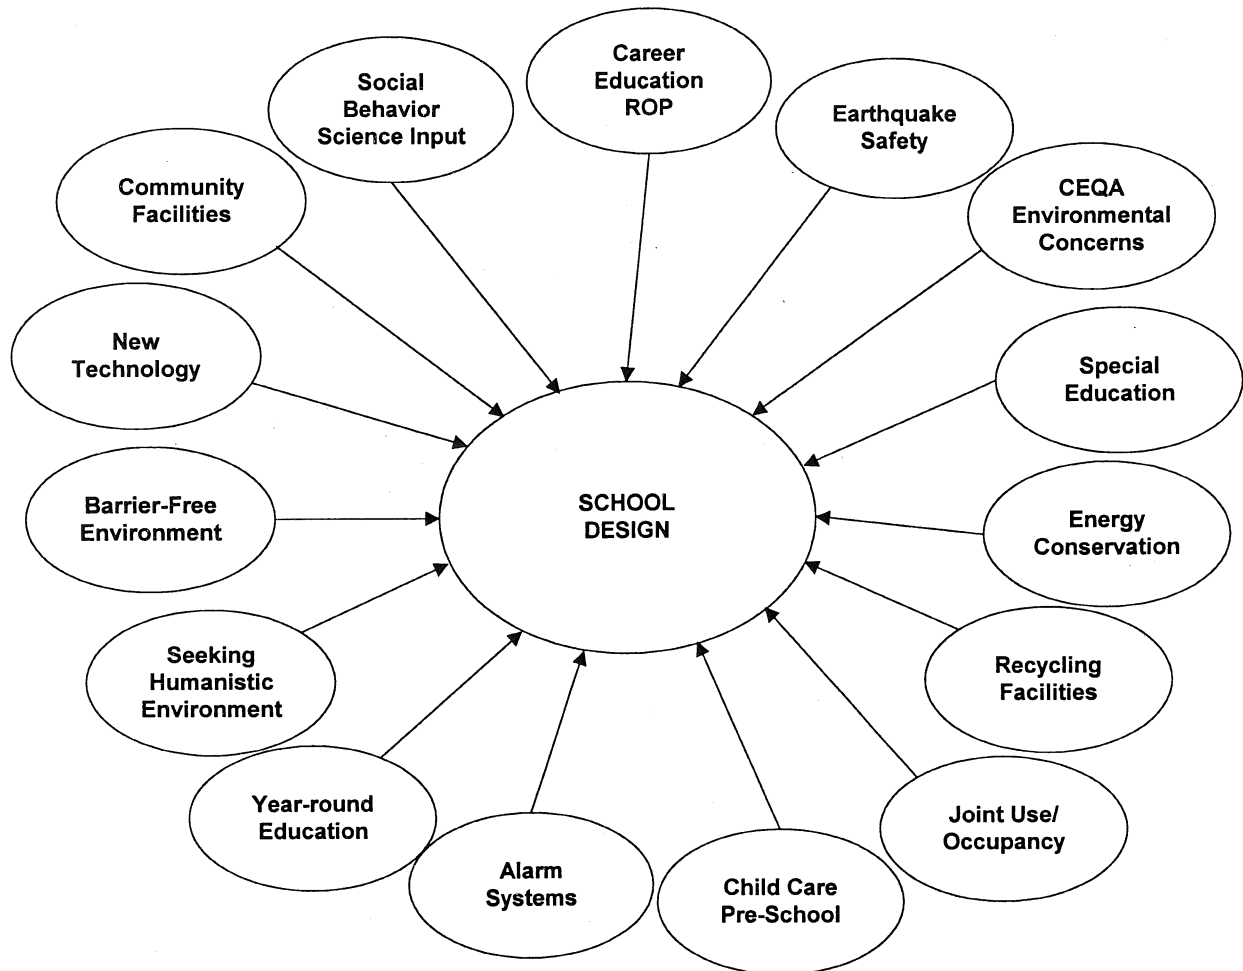 Career
Education
ROP
Social
Behavior
Science Input
Earthquake
Safety
Community
Facilities
CEQA
Environmental
Concerns
New
Technology
Special
Education
Barrier-Free
Environment
SCHOOL
DESIGN
Energy
Conservation
Seeking
Humanistic
Environment
Recycling
Facilities
Year-round
Education
Joint Use/
Occupancy
Alarm
Systems
Child Care
Pre-School